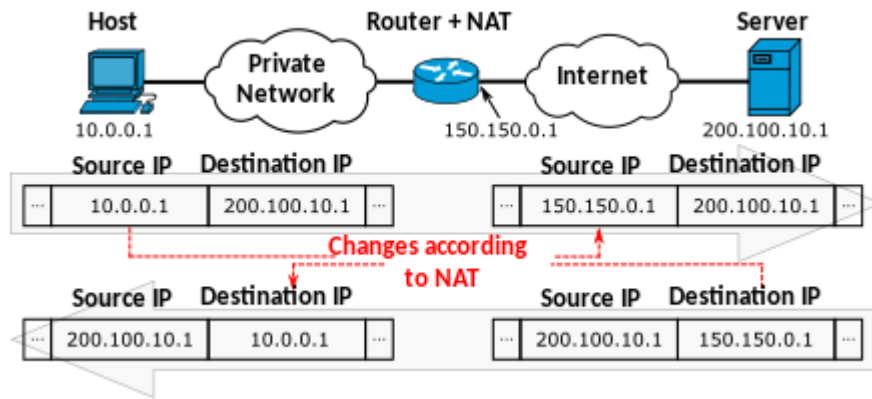 Host
Router + NAT
Server
Private
Network
Internet
10.0.0.1
150.150.0.1
200.100.10.1
Source IP Destination IP
Source IP Destination IP
... 10.0.0.1 200.100.10.1 ...
... 150.150.0.1 200.100.10.1 ...
Changes according
to NAT
Source IP Destination IP
Source IP Destination IP
... 200.100.10.1 10.0.0.1 ...
... 200.100.10.1 150.150.0.1 ...